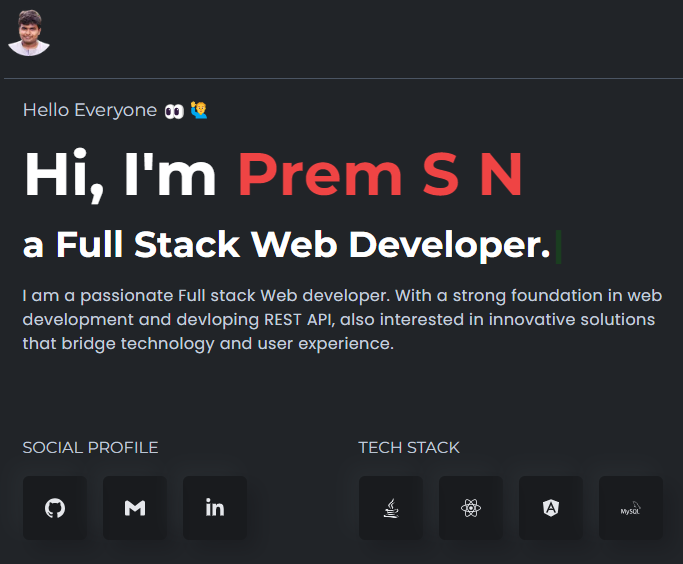 Hello Everyone 👀 🙋‍♂️
Hi, I'm Prem S N
a Full Stack Web Developer.
I am a passionate Full stack Web developer. With a strong foundation in web
development and devloping REST API, also interested in innovative solutions
that bridge technology and user experience.
SOCIAL PROFILE
TECH STACK
in
MySQL